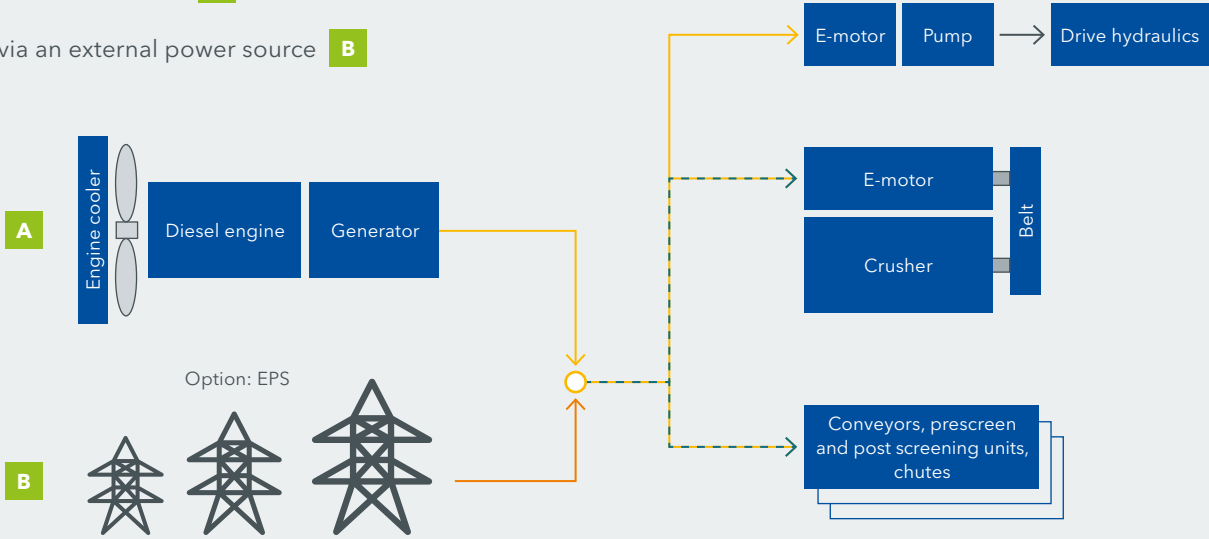 via an external power source B
E-motor
Pump
Drive hydraulics
Engine cooler
A
Diesel engine
Generator
E-motor
Crusher
Belt
Option: EPS
B
Conveyors, prescreen
and post screening units,
chutes